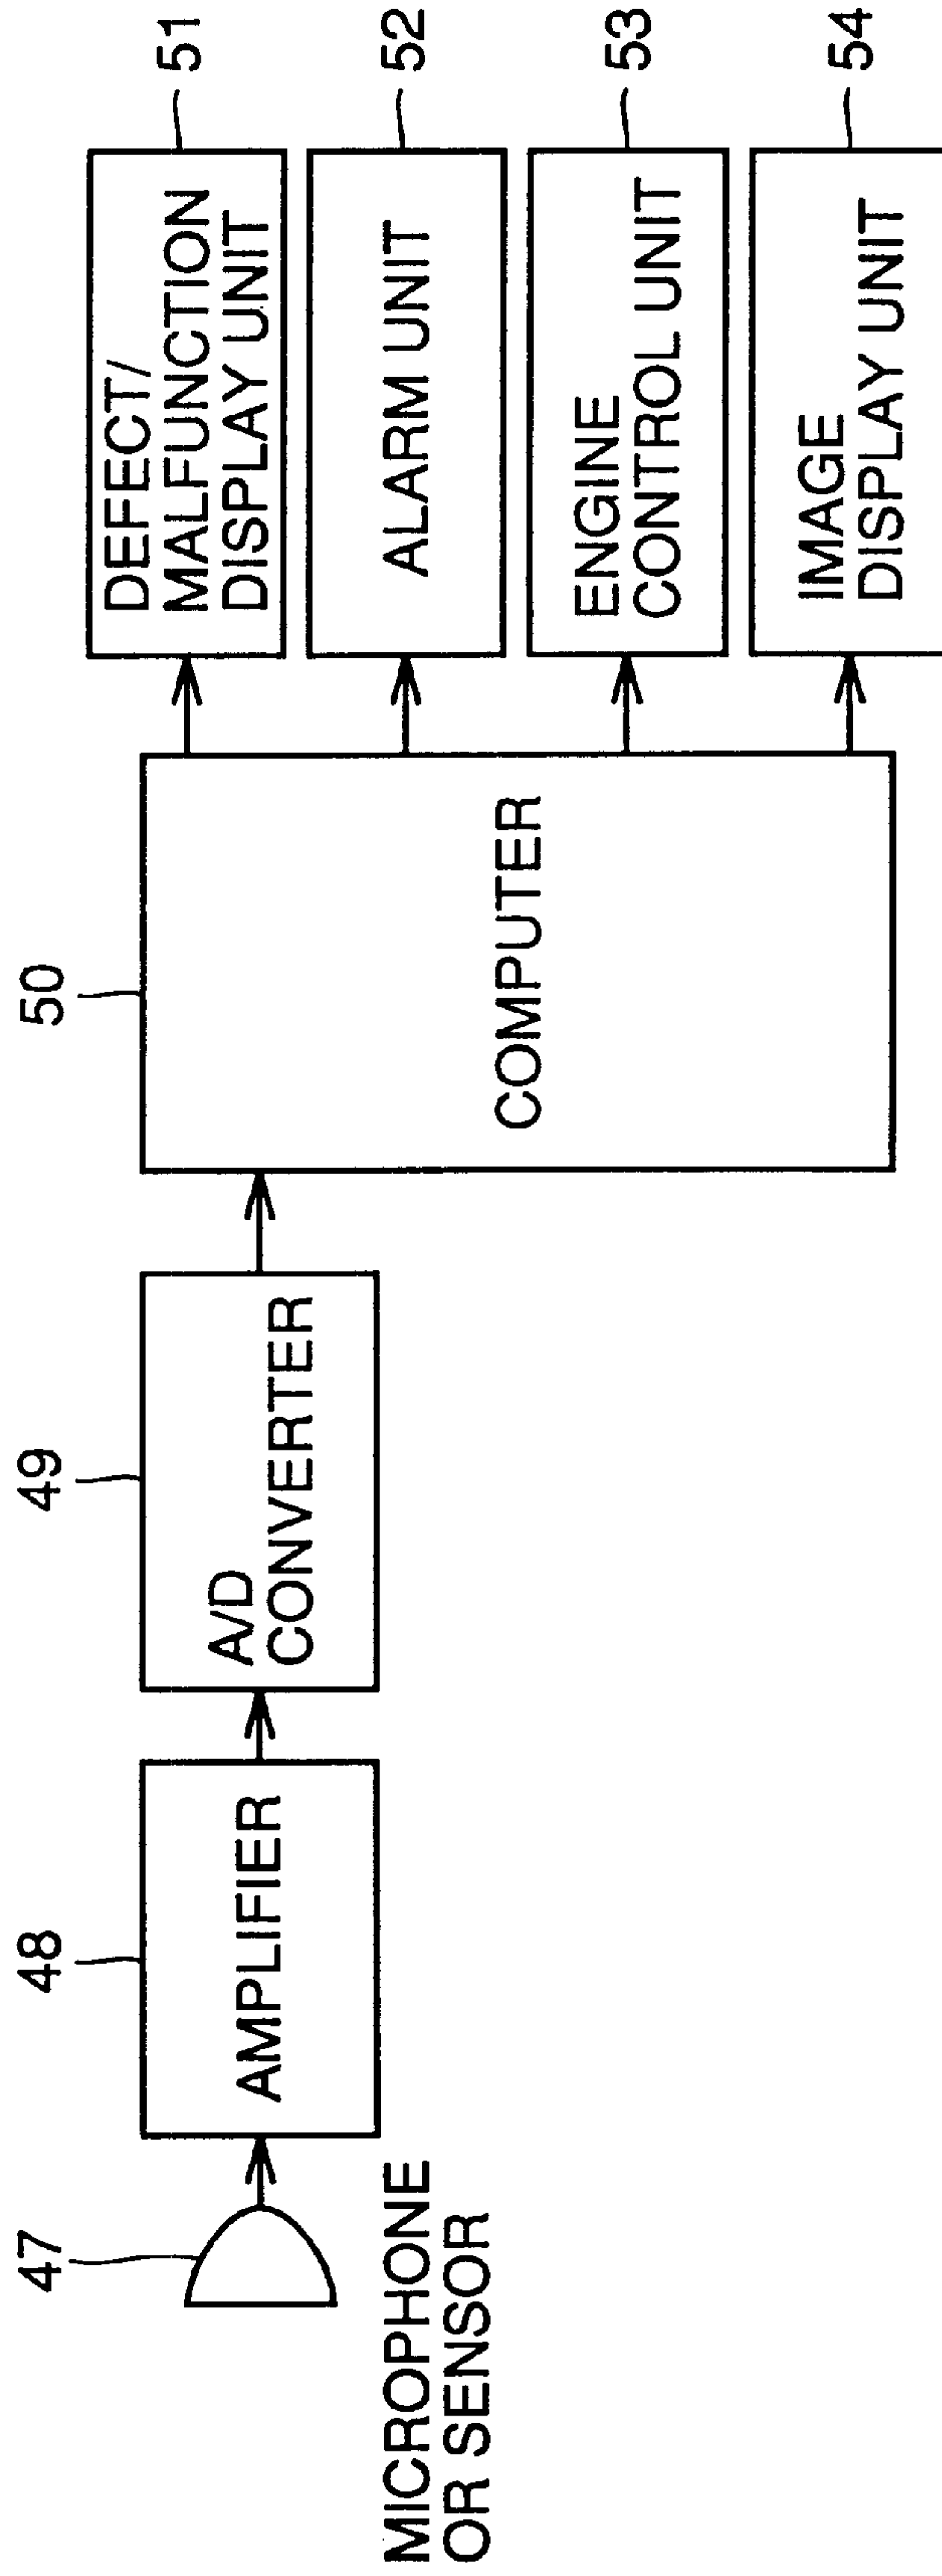 47
MICROPHONE
OR SENSOR
48
AMPLIFIER
49
A/D
CONVERTER
50
COMPUTER
51
DEFECT/
MALFUNCTION
DISPLAY UNIT
52
ALARM UNIT
53
ENGINE
CONTROL UNIT
54
IMAGE
DISPLAY UNIT